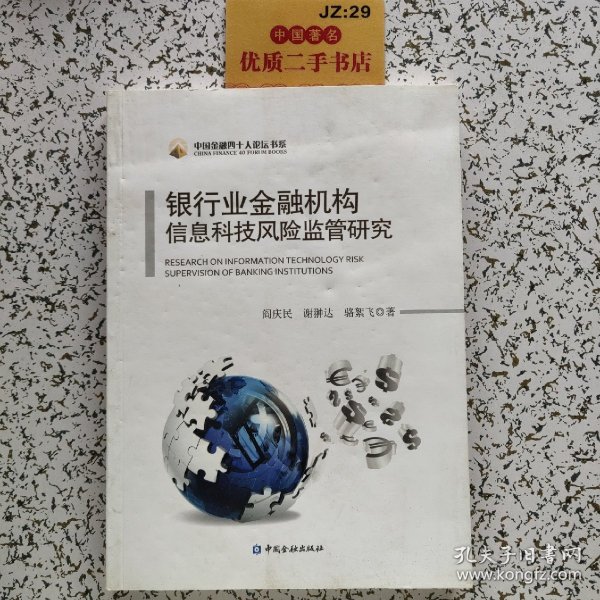 JZ:29
中国著名
优质二手书店
中国金融四十人论坛书系
CHINA FINANCE 40 FORUM BOOKS
银行业金融机构
信息科技风险监管研究
RESEARCH ON INFORMATION TECHNOLOGY RISK
SUPERVISION OF BANKING INSTITUTIONS
阎庆民 谢翀达 骆絮飞◎著
中国金融出版社
孔夫子旧书网
www.kongfz.com